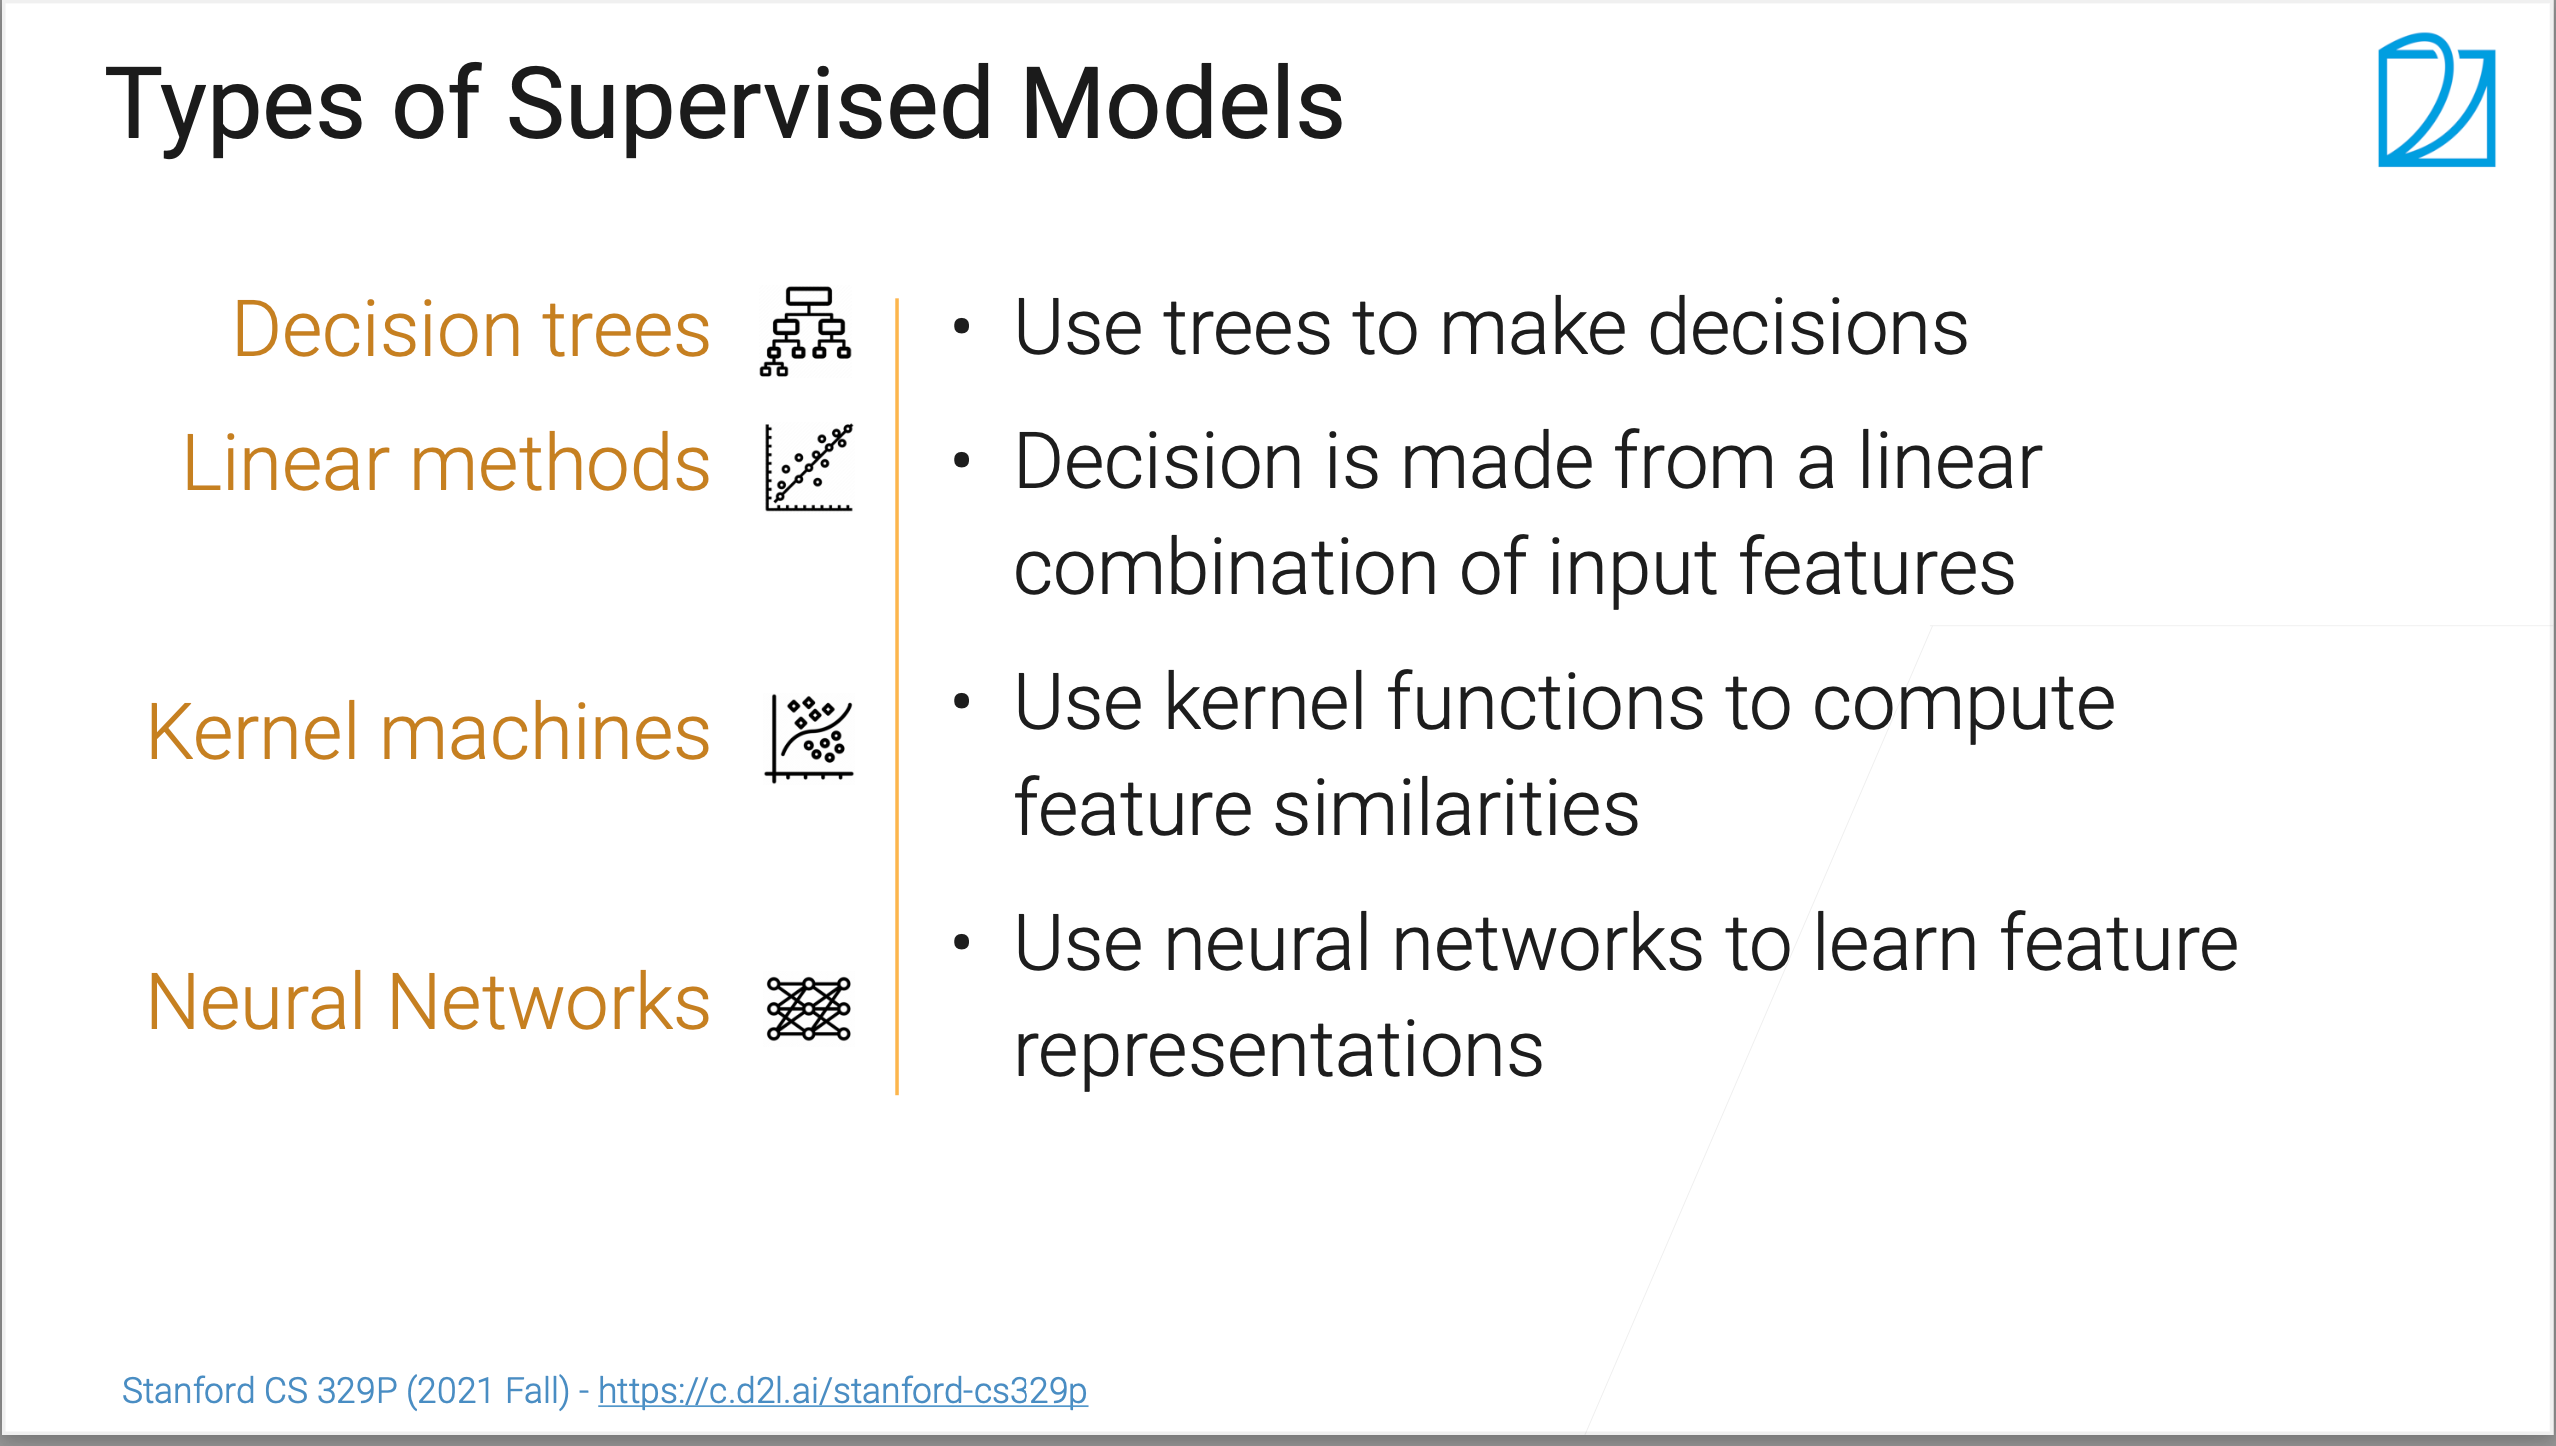 Types of Supervised Models
Decision trees
• Use trees to make decisions
Linear methods
• Decision is made from a linear
combination of input features
Kernel machines
• Use kernel functions to compute
feature similarities
Neural Networks
• Use neural networks to learn feature
representations
Stanford CS 329P (2021 Fall) - https://c.d2l.ai/stanford-cs329p